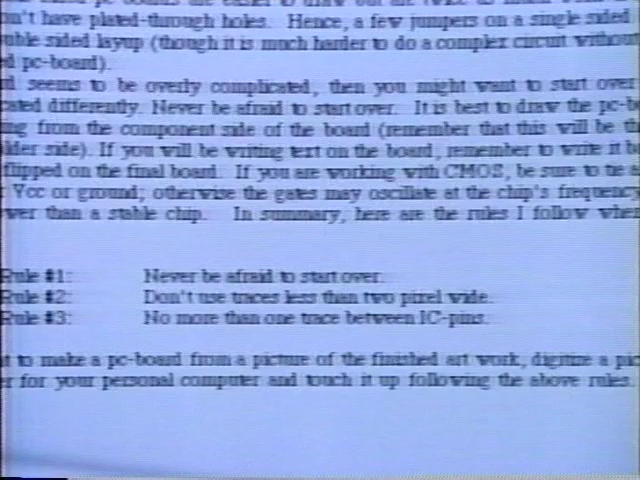 n't have plated-through holes. Hence, a few jumpers on a single sided
uble sided layup (though it is much harder to do a complex circuit without
ed pc-board).
d seems to be overly complicated, then you might want to start over
cated differently. Never be afraid to start over. It is best to draw the pc-b
ng from the component side of the board (remember that this will be th
lder side). If you will be writing text on the board, remember to write it b
flipped on the final board. If you are working with CMOS, be sure to tie a
Vcc or ground; otherwise the gates may oscillate at the chip's frequency
wer than a stable chip. In summary, here are the rules I follow when
Rule #1: Never be afraid to start over.
Rule #2: Don't use traces less than two pixel wide.
Rule #3: No more than one trace between IC-pins.
t to make a pc-board from a picture of the finished art work, digitize a pic
er for your personal computer and touch it up following the above rules.